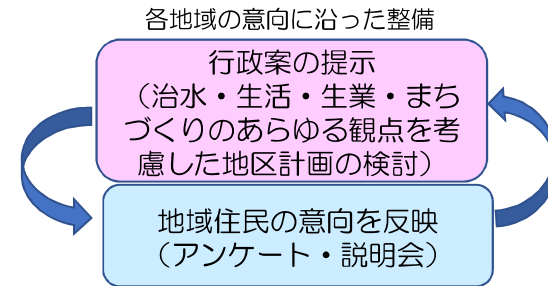 各地域の意向に沿った整備
行政案の提示
（治水・生活・生業・まち
づくりのあらゆる観点を考
慮した地区計画の検討）
地域住民の意向を反映
（アンケート・説明会）